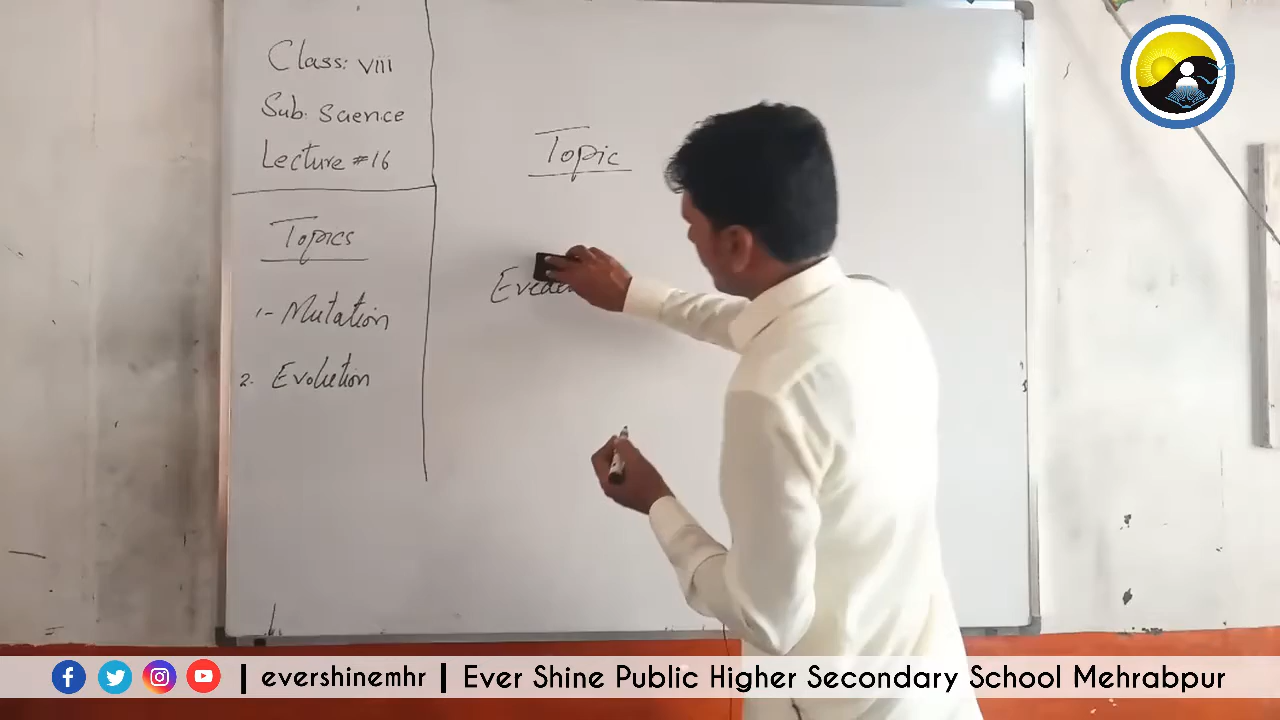 Class: VIII
Sub. Science
Lecture #16
Topics
1- Mutation
2. Evolution
Topic
| evershinemhr | Ever Shine Public Higher Secondary School Mehrabpur